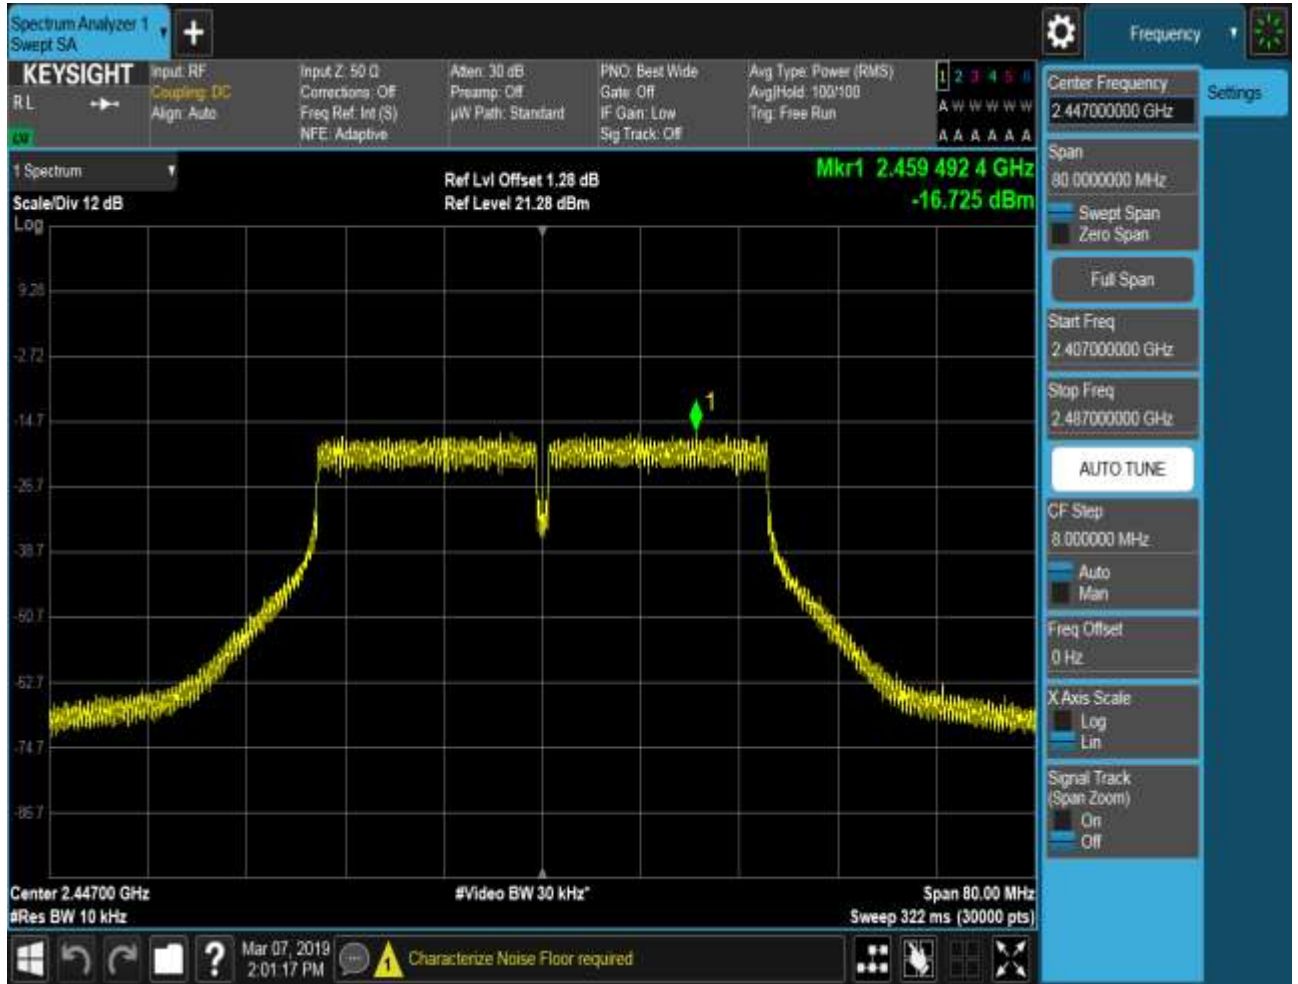 Spectrum Analyzer 1
Swept SA
+
Frequency
KEYSIGHT
RL
Input: RF
Coupling: DC
Align: Auto
Input Z: 50 Ω
Corrections: Off
Freq Ref: Int (S)
NFE: Adaptive
Atten: 30 dB
Preamp: Off
µW Path: Standard
PNO: Best Wide
Gate: Off
IF Gain: Low
Sig Track: Off
Avg Type: Power (RMS)
Avg|Hold: 100/100
Trig: Free Run
1 2 3 4 5 6
A W W W W W
A A A A A A
Center Frequency
2.447000000 GHz
Settings
Span
80.0000000 MHz
Swept Span
Zero Span
Full Span
Start Freq
2.407000000 GHz
Stop Freq
2.487000000 GHz
AUTO TUNE
CF Step
8.000000 MHz
Auto
Man
Freq Offset
0 Hz
X Axis Scale
Log
Lin
Signal Track
(Span Zoom)
On
Off
1 Spectrum
Scale/Div 12 dB
Log
Ref Lvl Offset 1.28 dB
Ref Level 21.28 dBm
Mkr1 2.459 492 4 GHz
-16.725 dBm
9.28
-2.72
-14.7
1
-26.7
-38.7
-50.7
-62.7
-74.7
-86.7
Center 2.44700 GHz
#Res BW 10 kHz
#Video BW 30 kHz*
Span 80.00 MHz
Sweep 322 ms (30000 pts)
?
Mar 07, 2019
2:01:17 PM
1
Characterize Noise Floor required